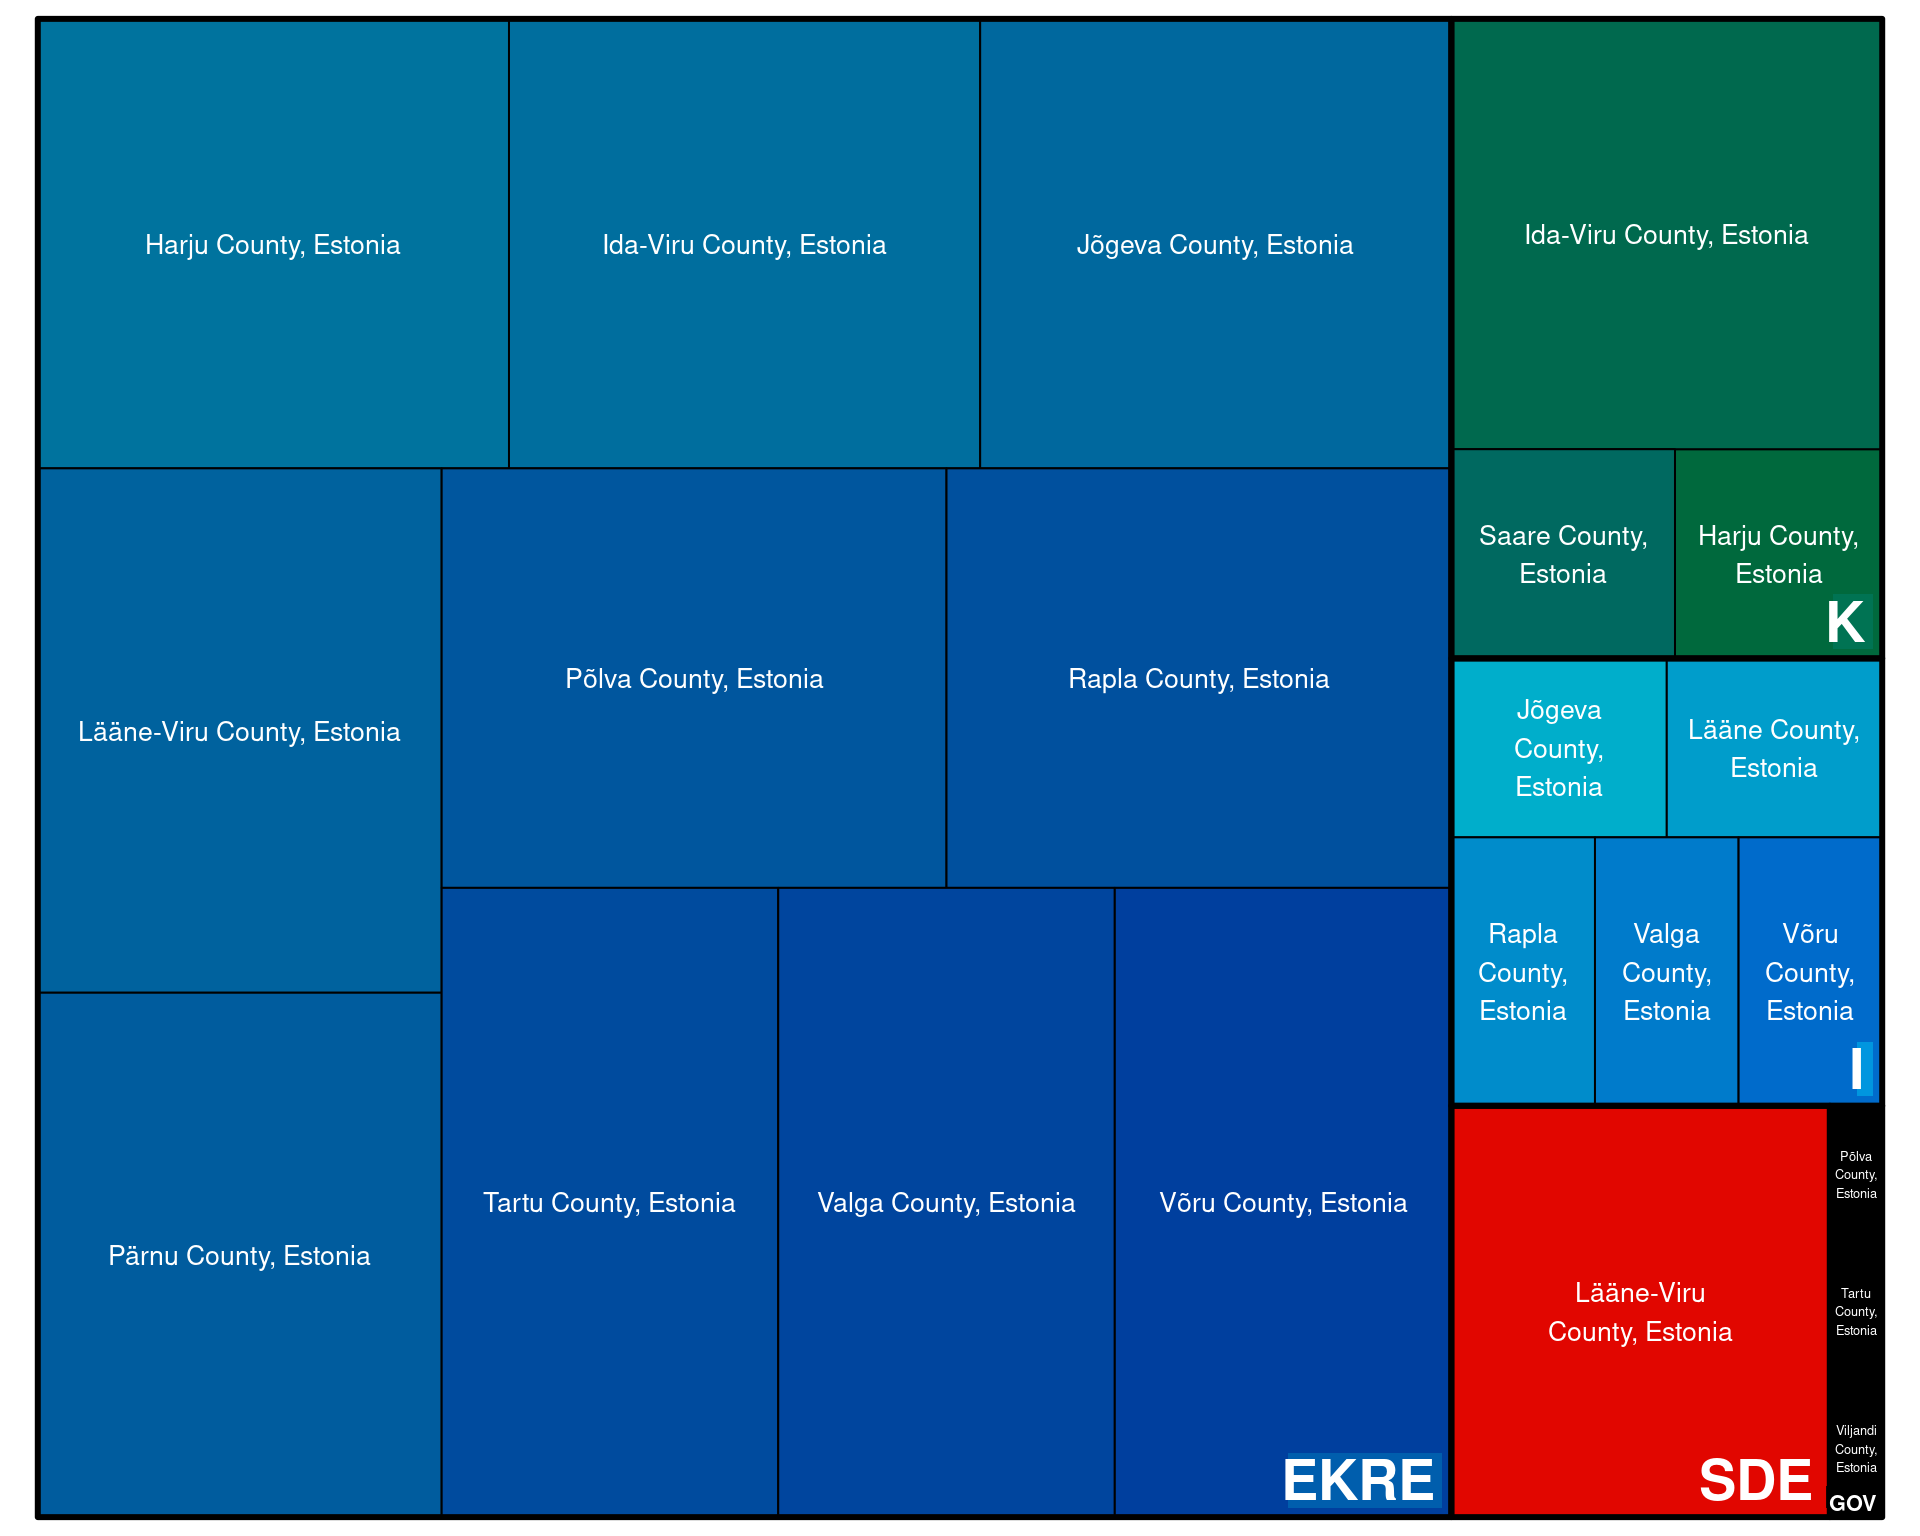 Harju County, Estonia
Ida-Viru County, Estonia
Jõgeva County, Estonia
Lääne-Viru County, Estonia
Põlva County, Estonia
Rapla County, Estonia
Pärnu County, Estonia
Tartu County, Estonia
Valga County, Estonia
Võru County, Estonia
EKRE
Ida-Viru County, Estonia
Saare County,
Estonia
Harju County,
Estonia
K
Jõgeva
County,
Estonia
Lääne County,
Estonia
Rapla
County,
Estonia
Valga
County,
Estonia
Võru
County,
Estonia
I
Lääne-Viru
County, Estonia
SDE
Põlva
County,
Estonia
Tartu
County,
Estonia
Viljandi
County,
Estonia
GOV